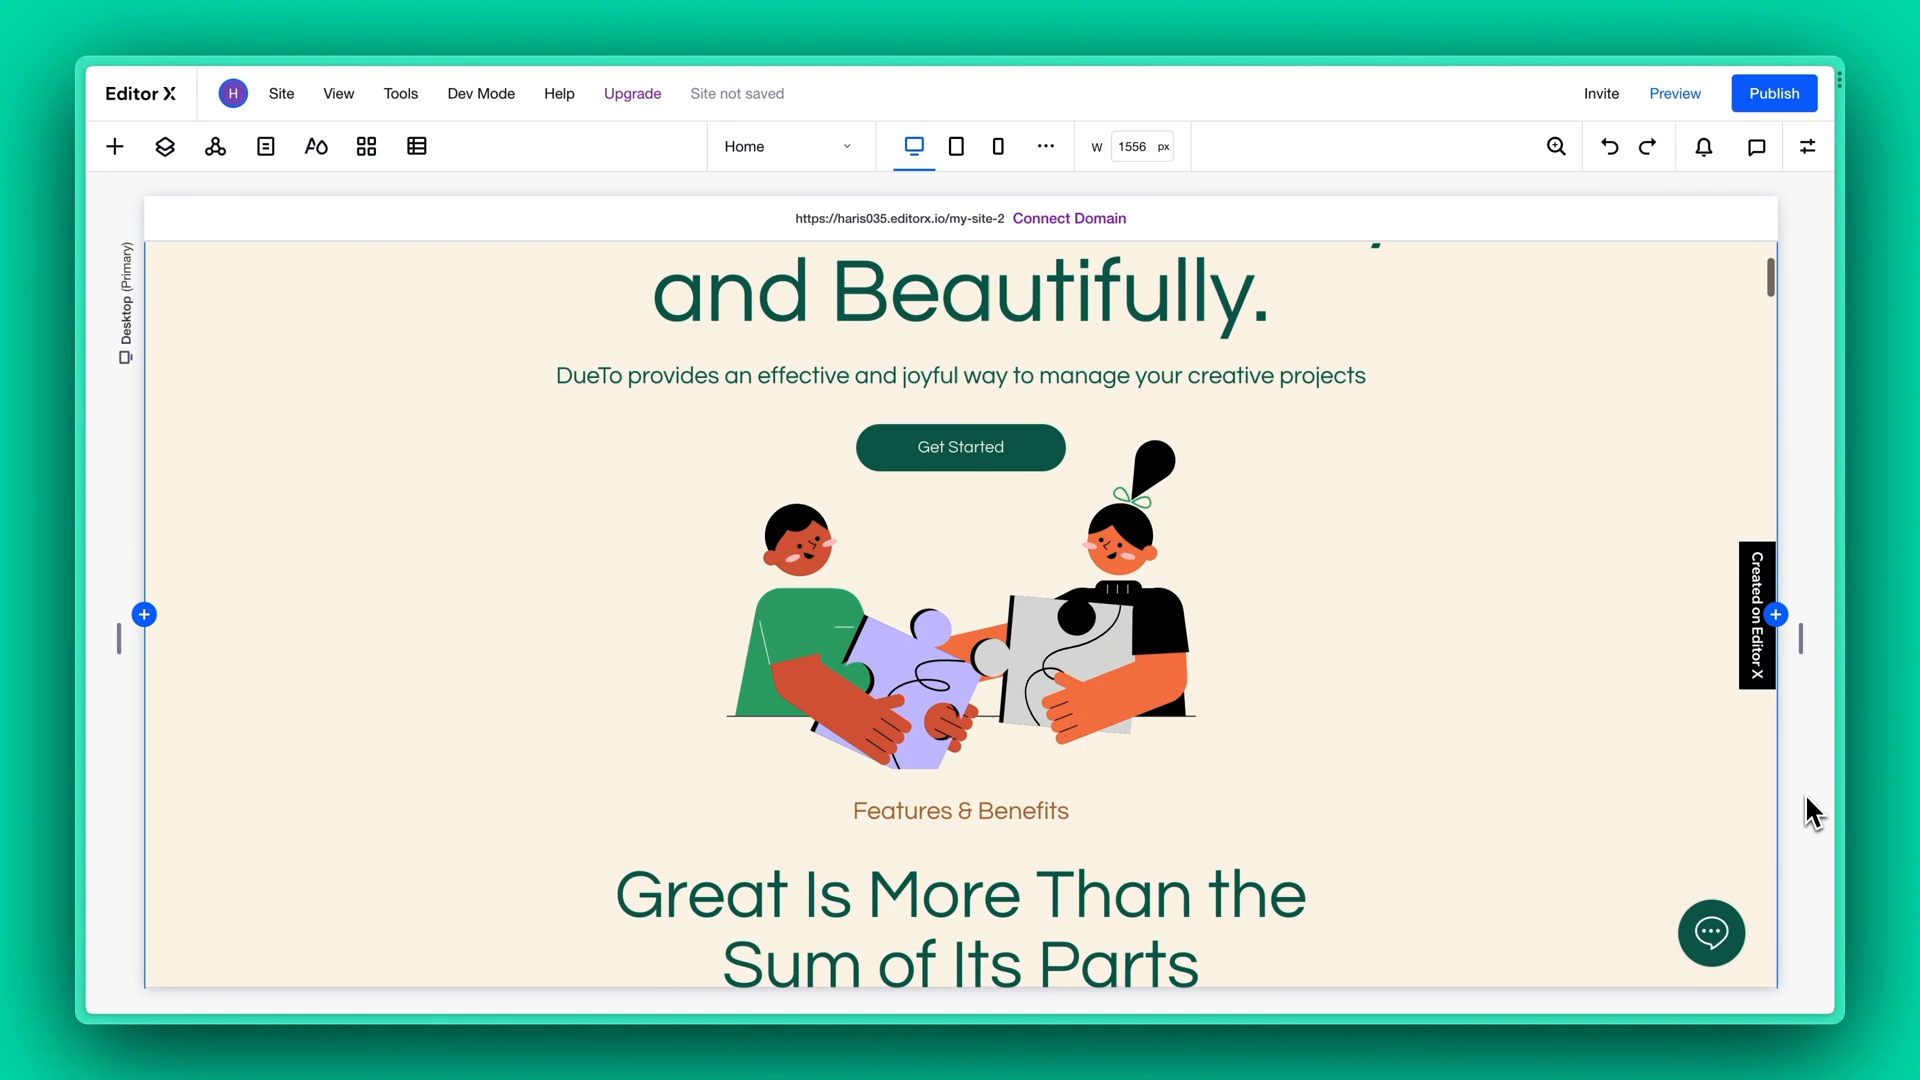 Editor X
H
Site
View
Tools
Dev Mode
Help
Upgrade
Site not saved
Invite
Preview
Publish
Home
W
1556 px
https://haris035.editorx.io/my-site-2 Connect Domain
Desktop (Primary)
and Beautifully.
DueTo provides an effective and joyful way to manage your creative projects
Get Started
Created on Editor X
Features & Benefits
Great Is More Than the
Sum of Its Parts